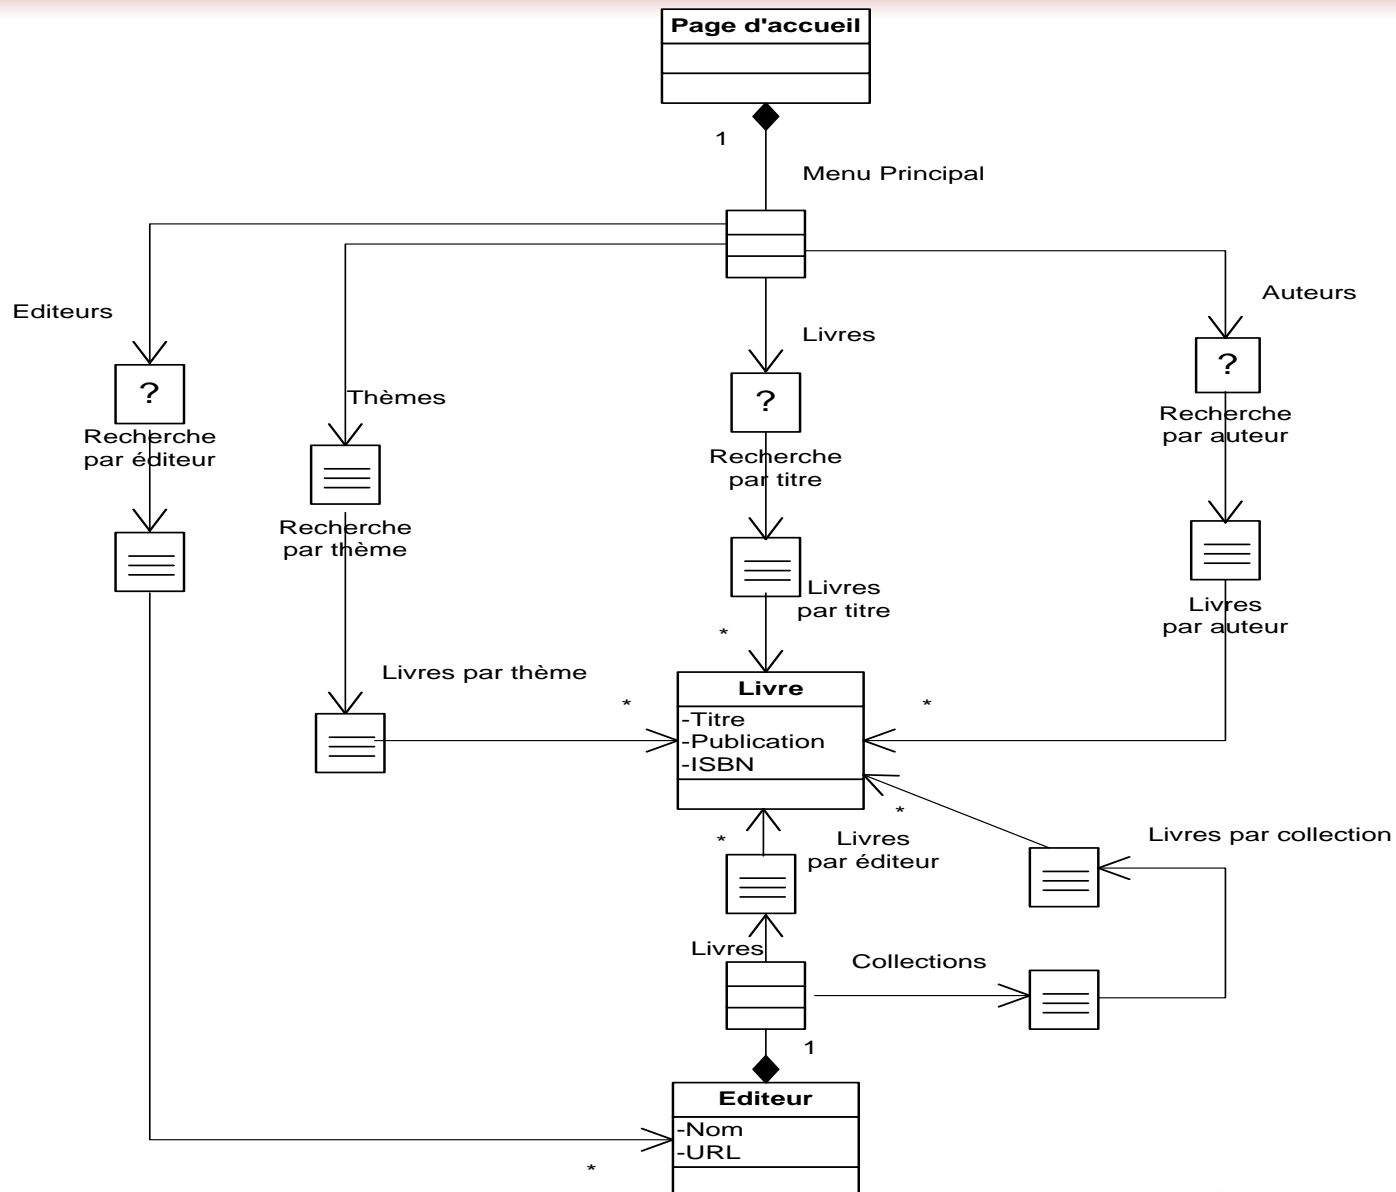 Page d'accueil
1
Menu Principal
Editeurs
Auteurs
Livres
?
?
?
Thèmes
Recherche
par éditeur
Recherche
par auteur
Recherche
par titre
Recherche
par thème
Livres
par titre
Livres
par auteur
*
Livres par thème
*
*
Livre
-Titre
-Publication
-ISBN
*
*
Livres
par éditeur
Livres par collection
Livres
Collections
1
Editeur
-Nom
-URL
*